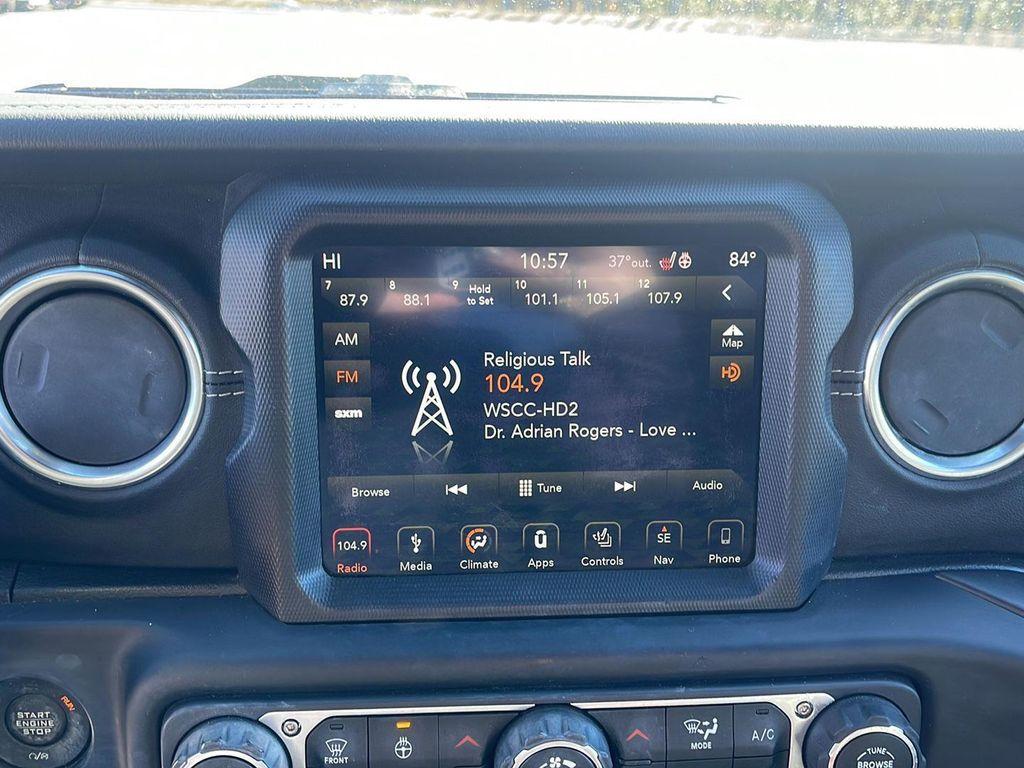 HI 10:57 37° out. 84°
7 8 9 Hold 10 11 12
87.9 88.1 to Set 101.1 105.1 107.9
AM
Map
FM
HD
sxm
Religious Talk
104.9
WSCC-HD2
Dr. Adrian Rogers - Love ...
Browse Tune Audio
104.9 SE
Radio Media Climate Apps Controls Nav Phone
RUN
START
ENGINE
STOP
FRONT
MODE
A/C
TUNE
BROWSE